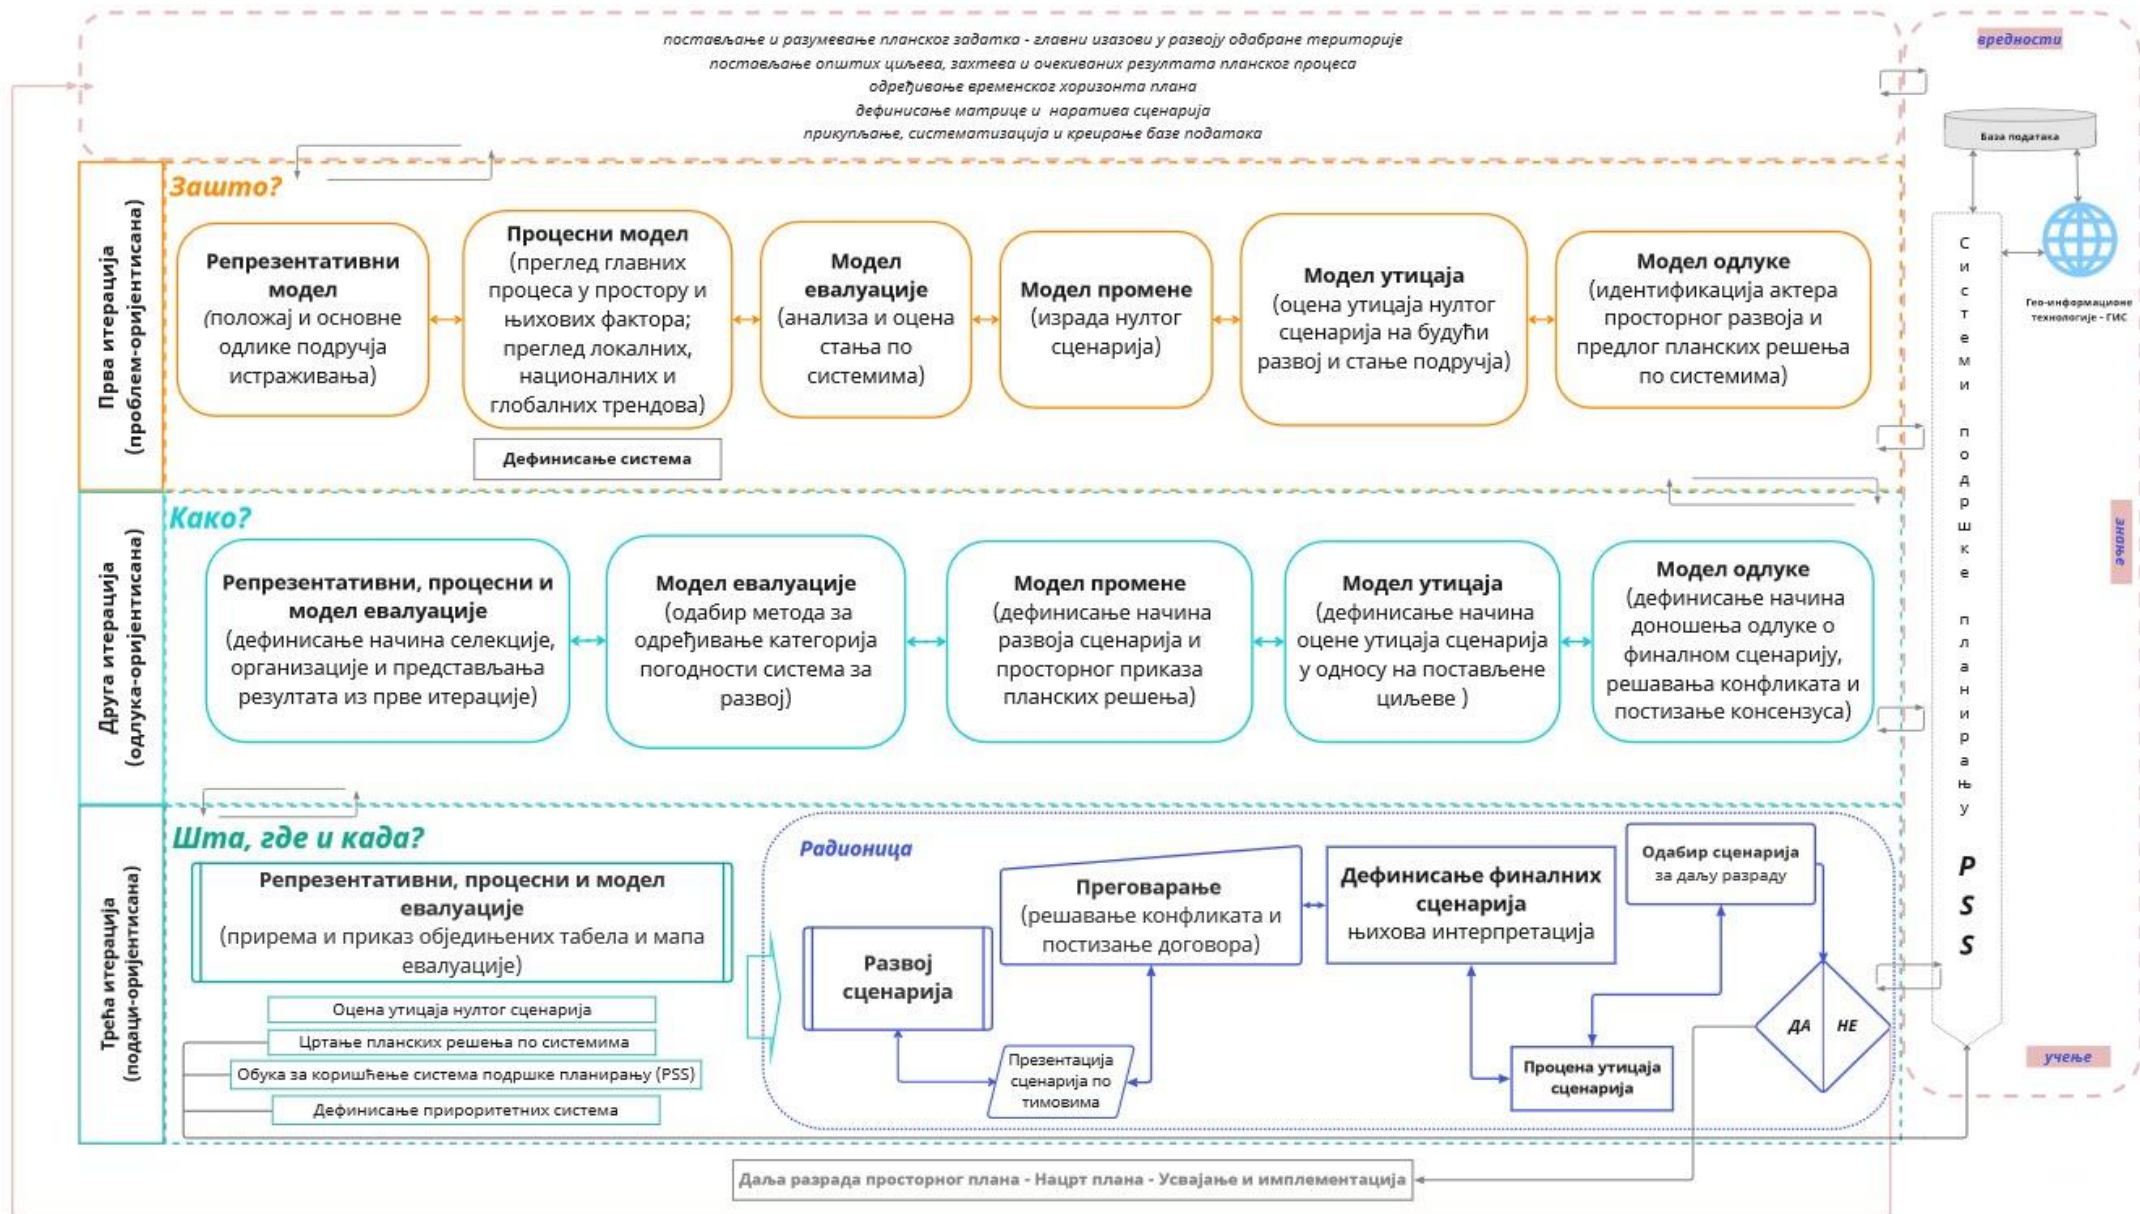 постављање и разумевање планског задатка - главни изазови у развоју одабране територије
постављање општих циљева, захтева и очекиваних резултата планског процеса
одређивање временског хоризонта плана
дефинисање матрице и наратива сценарија
прикупљање, систематизација и креирање базе података
вредности
База података
Гео-информационе
технологије - ГИС
Системи подршке планирању
PSS
знање
учење
Прва итерација
(проблем-оријентисана)
Зашто?
Репрезентативни
модел
(положај и основне
одлике подручја
истраживања)
Процесни модел
(преглед главних
процеса у простору и
њихових фактора;
преглед локалних,
националних и
глобалних трендова)
Дефинисање система
Модел
евалуације
(анализа и оцена
стања по
системима)
Модел промене
(израда нултог
сценарија)
Модел утицаја
(оцена утицаја нултог
сценарија на будући
развој и стање подручја)
Модел одлуке
(идентификација актера
просторног развоја и
предлог планских решења
по системима)
Друга итерација
(одлука-оријентисана)
Како?
Репрезентативни, процесни и
модел евалуације
(дефинисање начина селекције,
организације и представљања
резултата из прве итерације)
Модел евалуације
(одабир метода за
одређивање категорија
погодности система за
развој)
Модел промене
(дефинисање начина
развоја сценарија и
просторног приказа
планских решења)
Модел утицаја
(дефинисање начина
оцене утицаја сценарија
у односу на постављене
циљеве )
Модел одлуке
(дефинисање начина
доношења одлуке о
финалном сценарију,
решавања конфликата и
постизање консензуса)
Трећа итерација
(подаци-оријентисана)
Шта, где и када?
Репрезентативни, процесни и модел
евалуације
(прирема и приказ обједињених табела и мапа
евалуације)
Оцена утицаја нултог сценарија
Цртање планских решења по системима
Обука за коришћење система подршке планирању (PSS)
Дефинисање прироритетних система
Радионица
Развој
сценарија
Презентација
сценарија по
тимовима
Преговарање
(решавање конфликата и
постизање договора)
Дефинисање финалних
сценарија
њихова интерпретација
Процена утицаја
сценарија
Одабир сценарија
за даљу разраду
ДА НЕ
Даља разрада просторног плана - Нацрт плана - Усвајање и имплементација